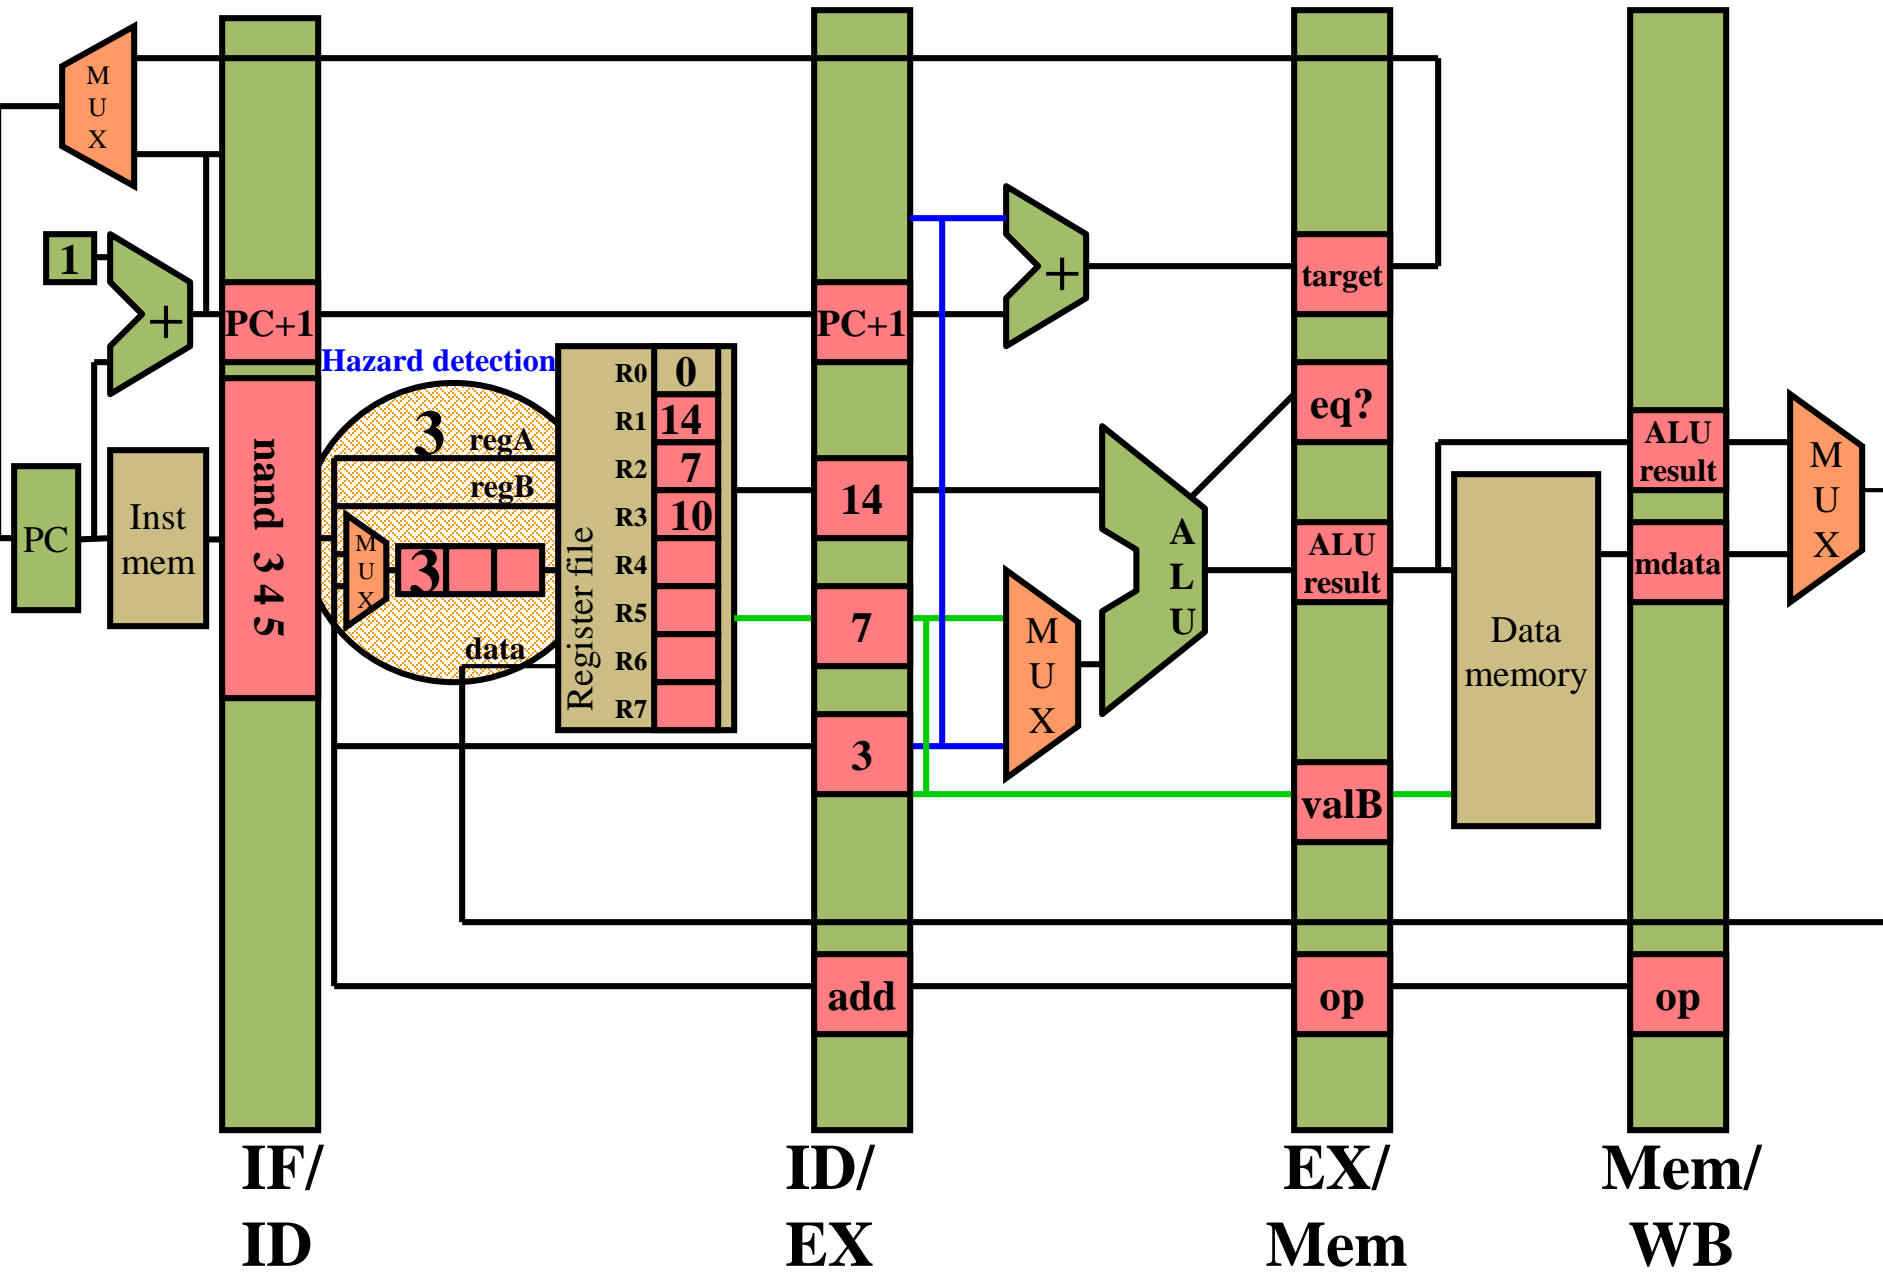 M
U
X
1
+
PC+1
PC+1
+
target
Hazard detection
R0 0
R1 14
R2 7
R3 10
R4
R5
R6
R7
Register file
3 regA
regB
M
U
X
3
data
nand 3 4 5
PC
Inst
mem
14
7
3
add
M
U
X
A
L
U
eq?
ALU
result
valB
op
Data
memory
ALU
result
mdata
op
M
U
X
IF/
ID
ID/
EX
EX/
Mem
Mem/
WB